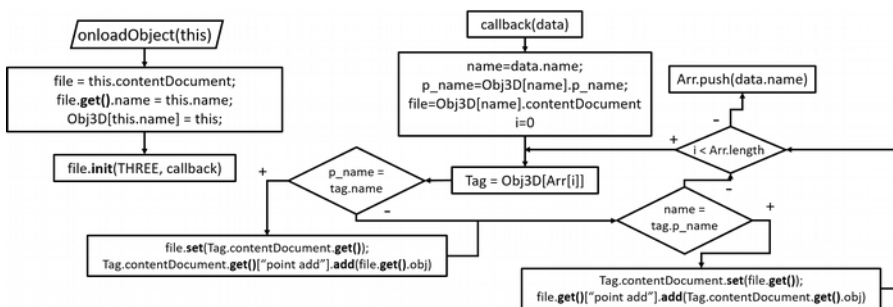 onloadObject(this)
file = this.contentDocument;
file.get().name = this.name;
Obj3D[this.name] = this;
file.init(THREE, callback)
callback(data)
name=data.name;
p_name=Obj3D[name].p_name;
file=Obj3D[name].contentDocument
i=0
Arr.push(data.name)
-
+
i < Arr.length
Tag = Obj3D[Arr[i]]
+
p_name =
tag.name
-
-
name =
tag.p_name
+
file.set(Tag.contentDocument.get());
Tag.contentDocument.get()["point add"].add(file.get().obj)
Tag.contentDocument.set(file.get());
file.get()["point add"].add(Tag.contentDocument.get().obj)